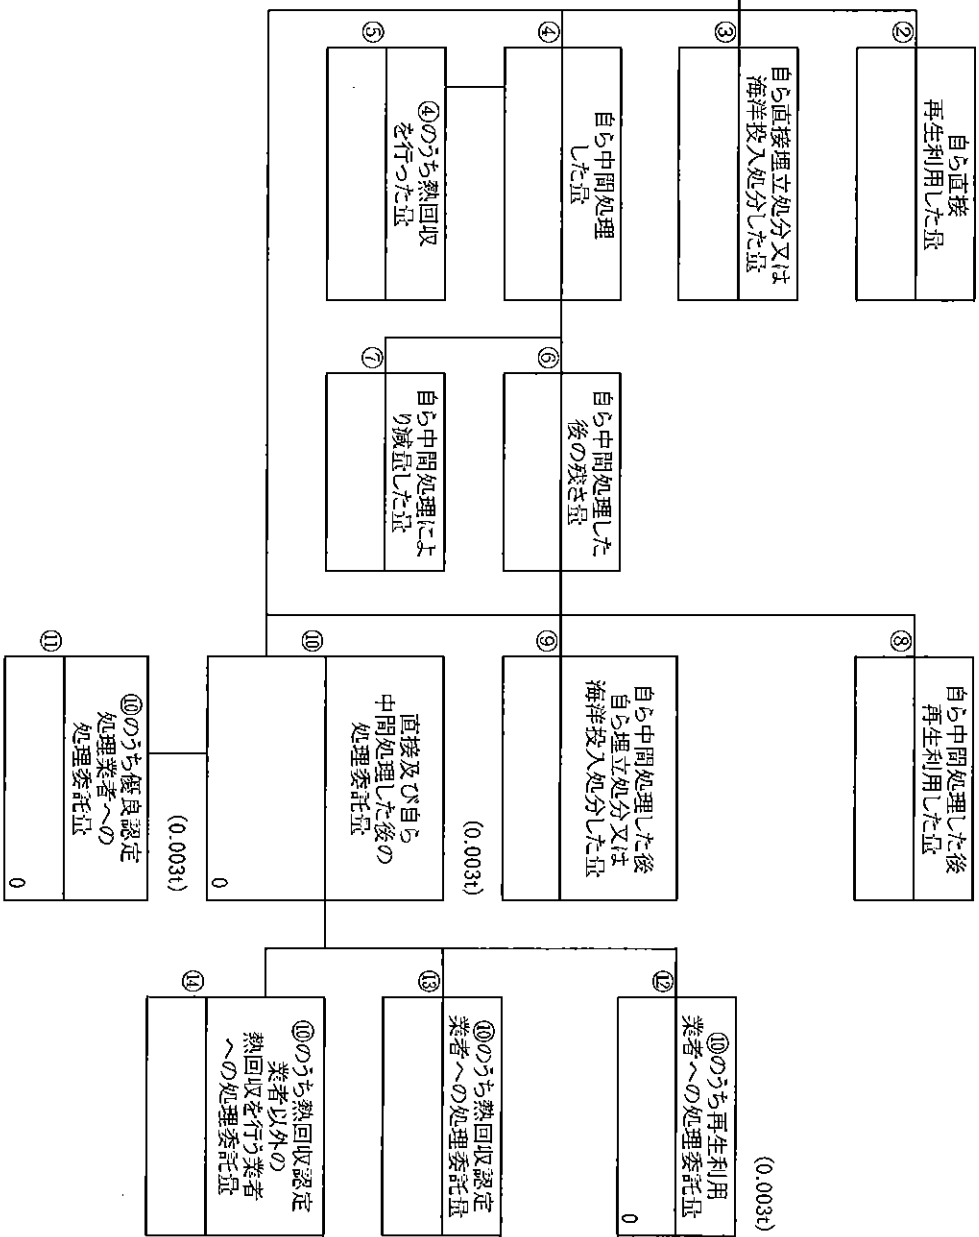 ②
自ら直接
再生利用した量
③
自ら直接埋立処分又は
海洋投入処分した量
④
自ら中間処理
した量
⑤
④のうち熱回収
を行った量
⑥
自ら中間処理した
後の残さ量
⑦
自ら中間処理によ
り減量した量
⑧
自ら中間処理した後
再生利用した量
⑨
自ら中間処理した後
自ら埋立処分又は
海洋投入処分した量
⑩
直接及び自ら
中間処理した後の
処理委託量
(0.003t)
0
⑪
⑩のうち優良認定
処理業者への
処理委託量
(0.003t)
0
⑫
⑩のうち再生利用
業者への処理委託量
(0.003t)
0
⑬
⑩のうち熱回収認定
業者への処理委託量
⑭
⑩のうち熱回収認定
業者以外の
熱回収を行う業者
への処理委託量